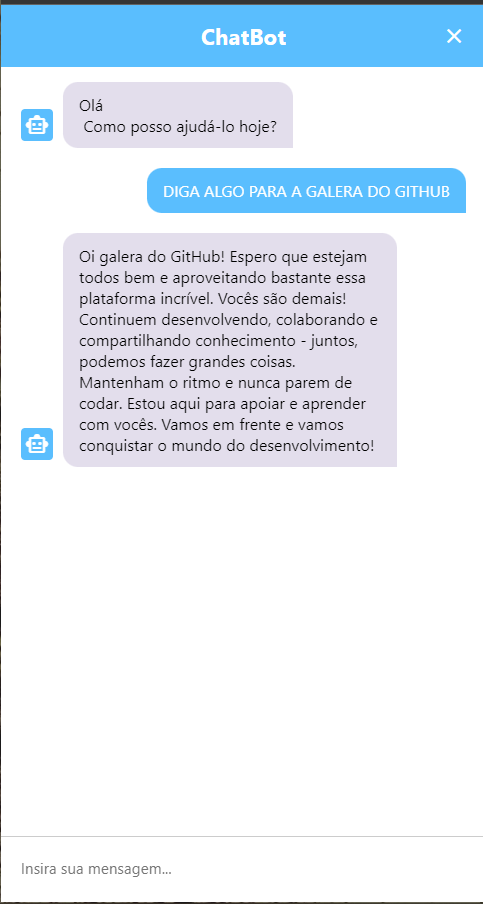 ChatBot
Olá
Como posso ajudá-lo hoje?
DIGA ALGO PARA A GALERA DO GITHUB
Oi galera do GitHub! Espero que estejam
todos bem e aproveitando bastante essa
plataforma incrível. Vocês são demais!
Continuem desenvolvendo, colaborando e
compartilhando conhecimento - juntos,
podemos fazer grandes coisas.
Mantenham o ritmo e nunca parem de
codar. Estou aqui para apoiar e aprender
com vocês. Vamos em frente e vamos
conquistar o mundo do desenvolvimento!
Insira sua mensagem...